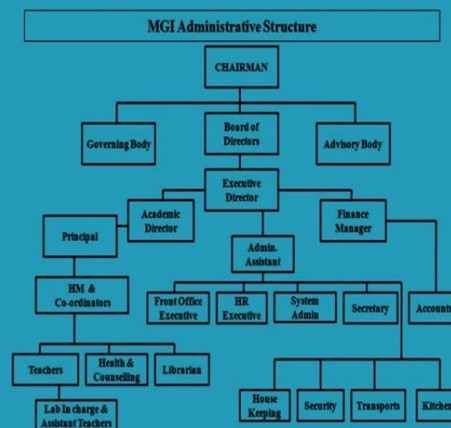 MGI Administrative Structure
CHAIRMAN
Governing Body
Board of
Directors
Advisory Body
Executive
Director
Academic
Director
Finance
Manager
Principal
Admin.
Assistant
HM &
Co-ordinators
Front Office
Executive
HR
Executive
System
Admin
Secretary
Accounts
Teachers
Health &
Counselling
Librarian
Lab In charge &
Assistant Teachers
House
Keeping
Security
Transports
Kitchen